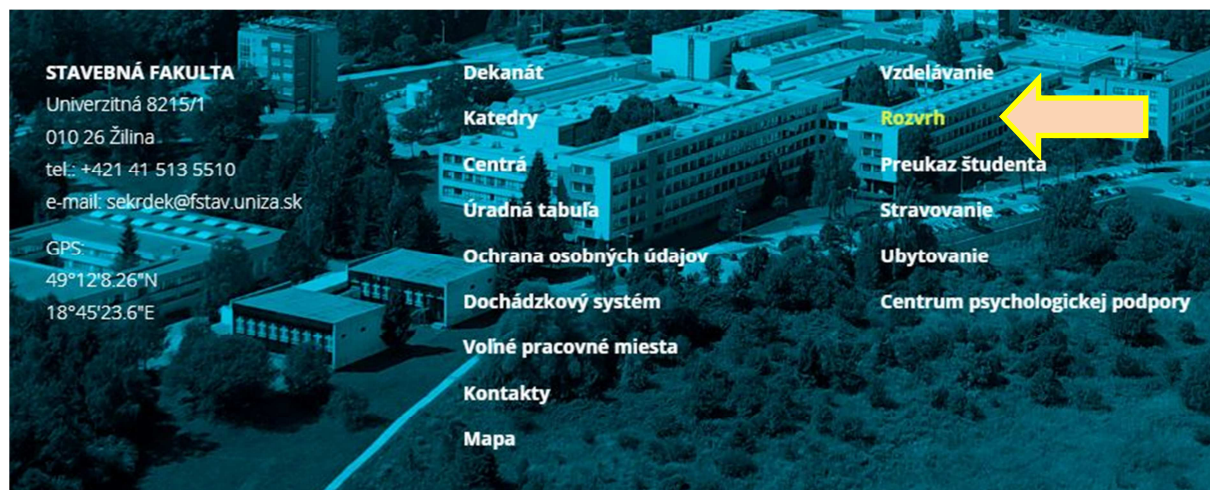 STAVEBNÁ FAKULTA
Univerzitná 8215/1
010 26 Žilina
tel.: +421 41 513 5510
e-mail: sekrdek@fstav.uniza.sk
GPS:
49°12'8.26"N
18°45'23.6"E
Dekanát
Katedry
Centrá
Úradná tabuľa
Ochrana osobných údajov
Dochádzkový systém
Voľné pracovné miesta
Kontakty
Mapa
Vzdelávanie
Rozvrh
Preukaz študenta
Stravovanie
Ubytovanie
Centrum psychologickej podpory